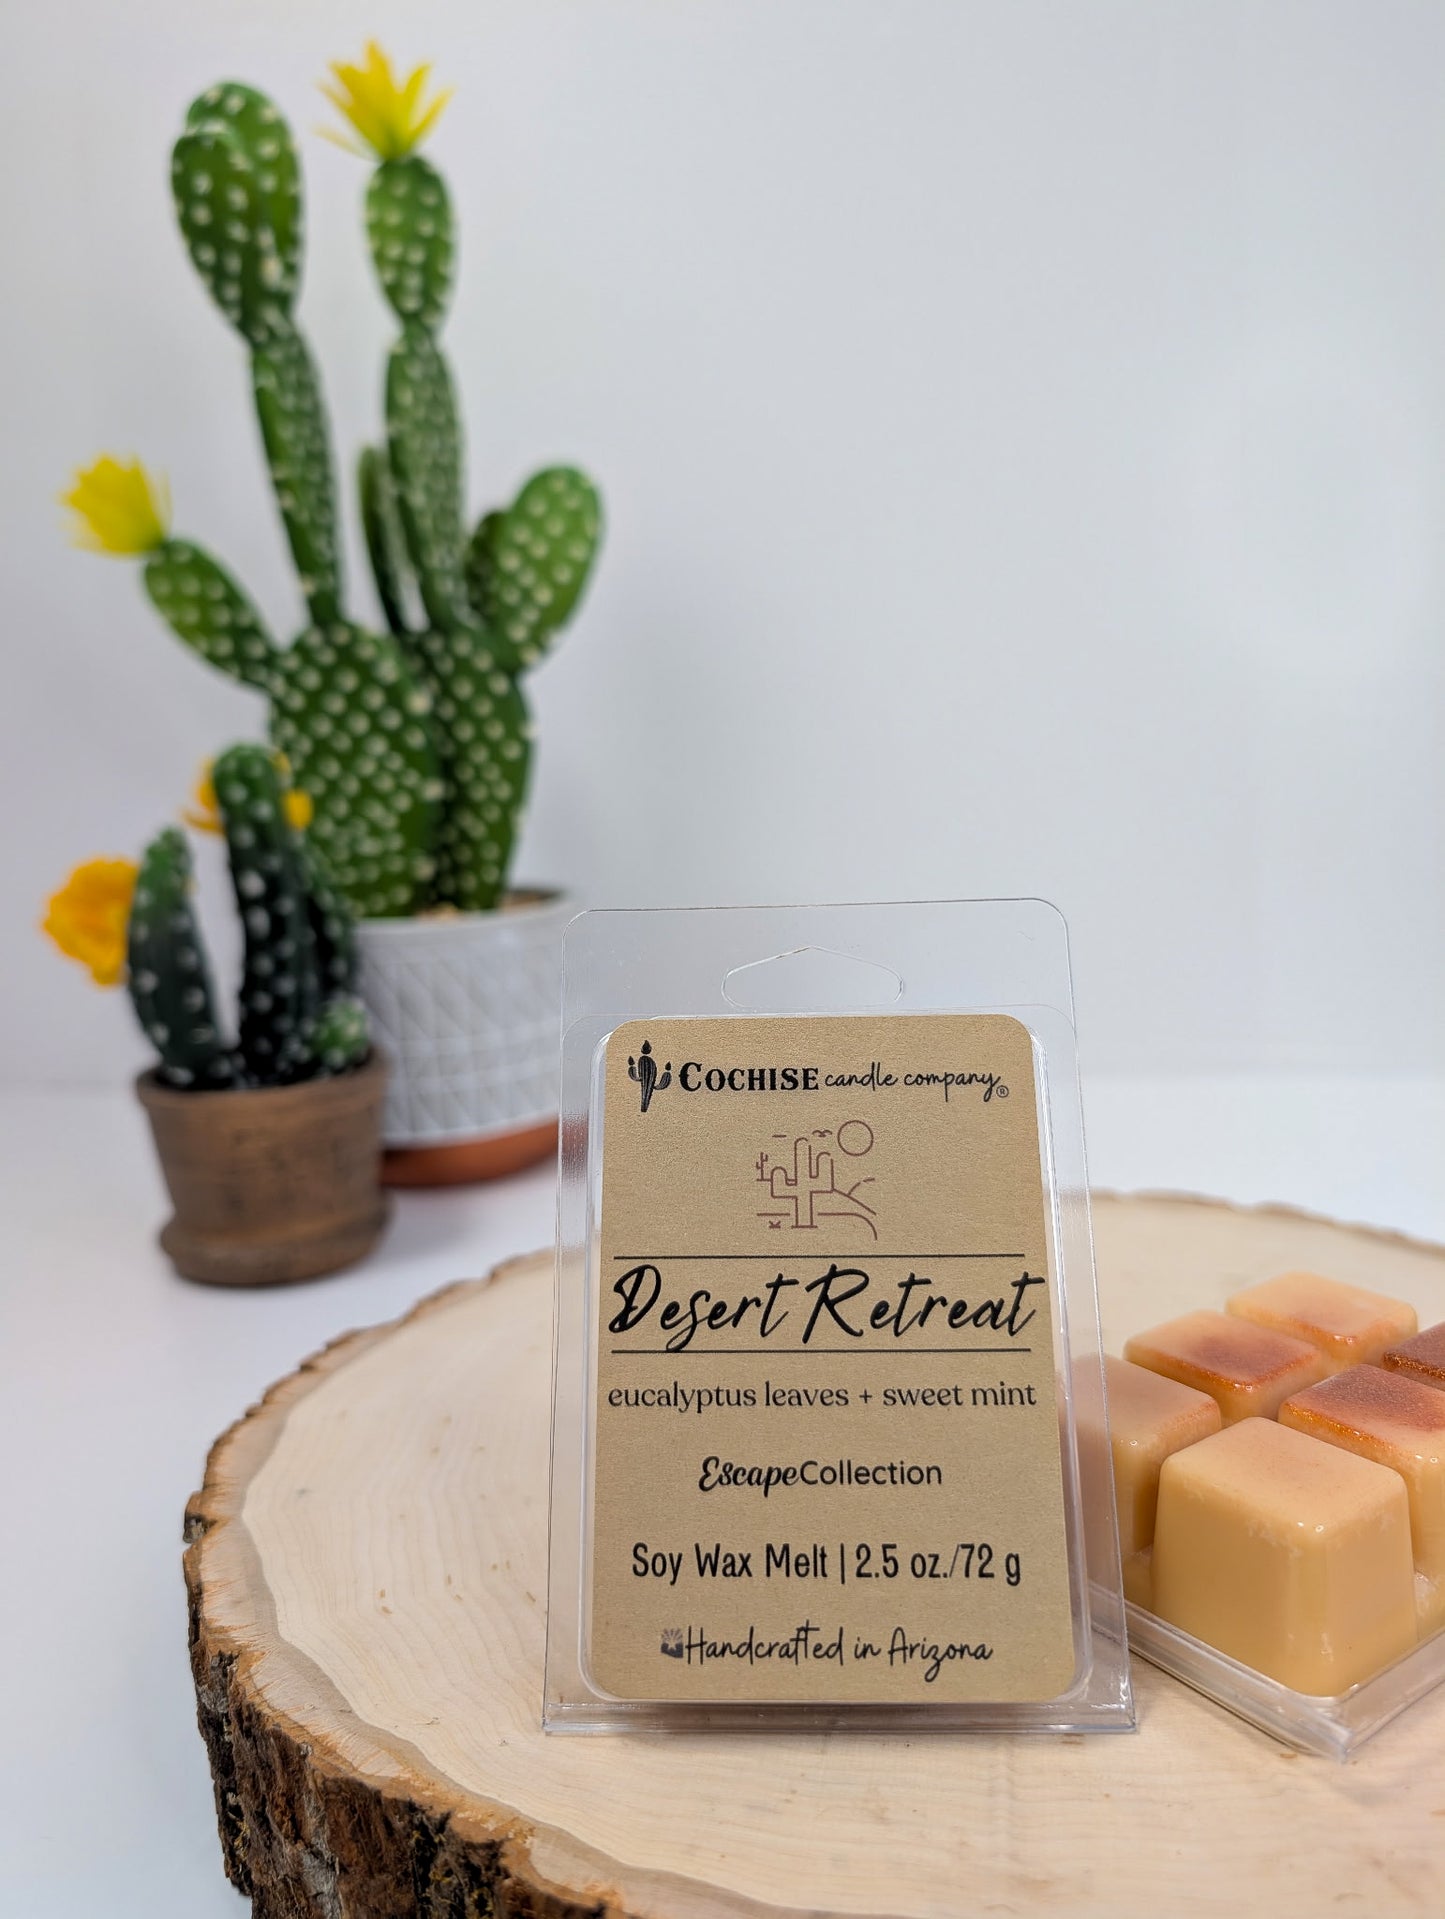 COCHISE candle company®
Desert Retreat
eucalyptus leaves + sweet mint
EscapeCollection
Soy Wax Melt | 2.5 oz./72 g
Handcrafted in Arizona